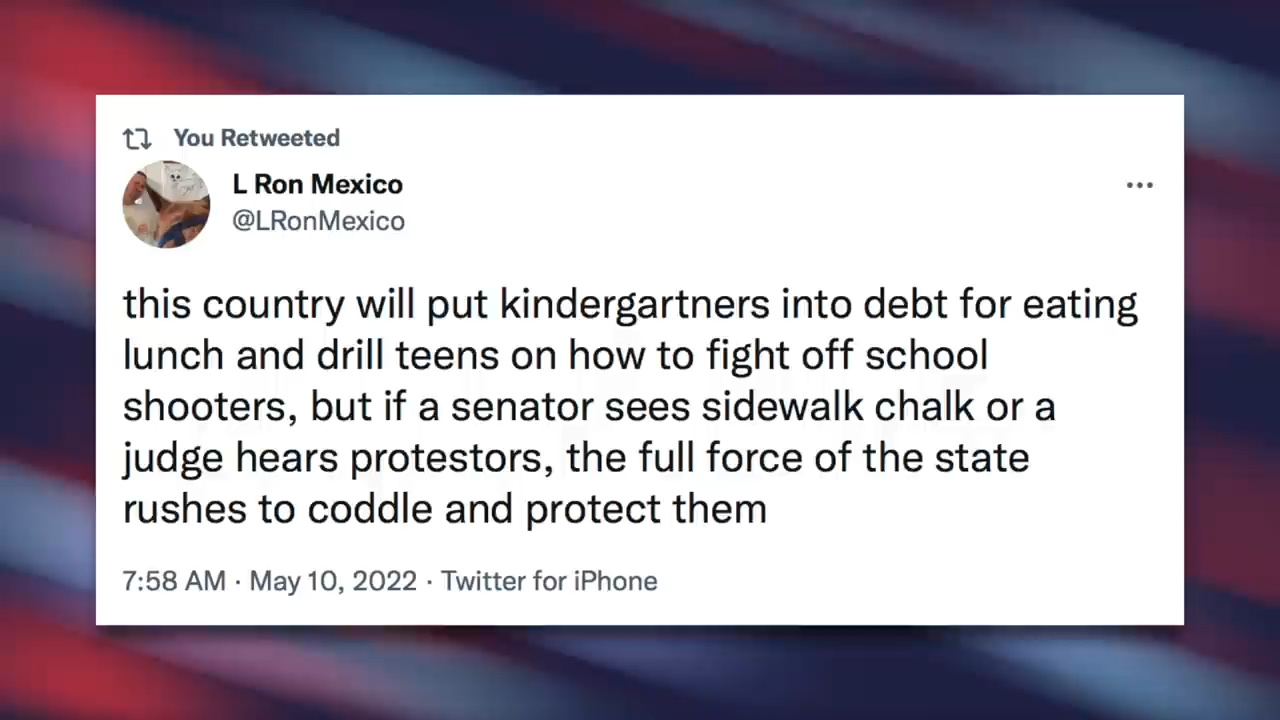 You Retweeted
L Ron Mexico
@LRonMexico
this country will put kindergartners into debt for eating
lunch and drill teens on how to fight off school
shooters, but if a senator sees sidewalk chalk or a
judge hears protestors, the full force of the state
rushes to coddle and protect them
7:58 AM · May 10, 2022 · Twitter for iPhone